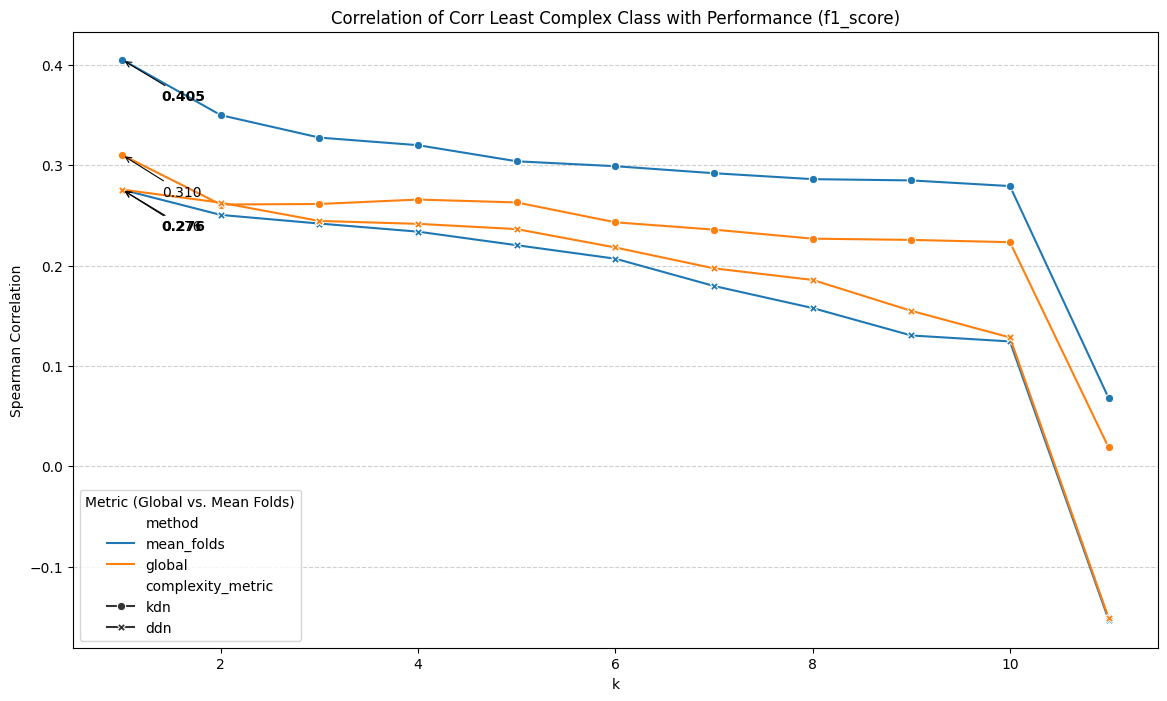 Correlation of Corr Least Complex Class with Performance (f1_score)
Spearman Correlation
0.4
0.3
0.2
0.1
0.0
−0.1
0.405
0.310
0.276
Metric (Global vs. Mean Folds)
method
mean_folds
global
complexity_metric
kdn
ddn
2
4
6
8
10
k